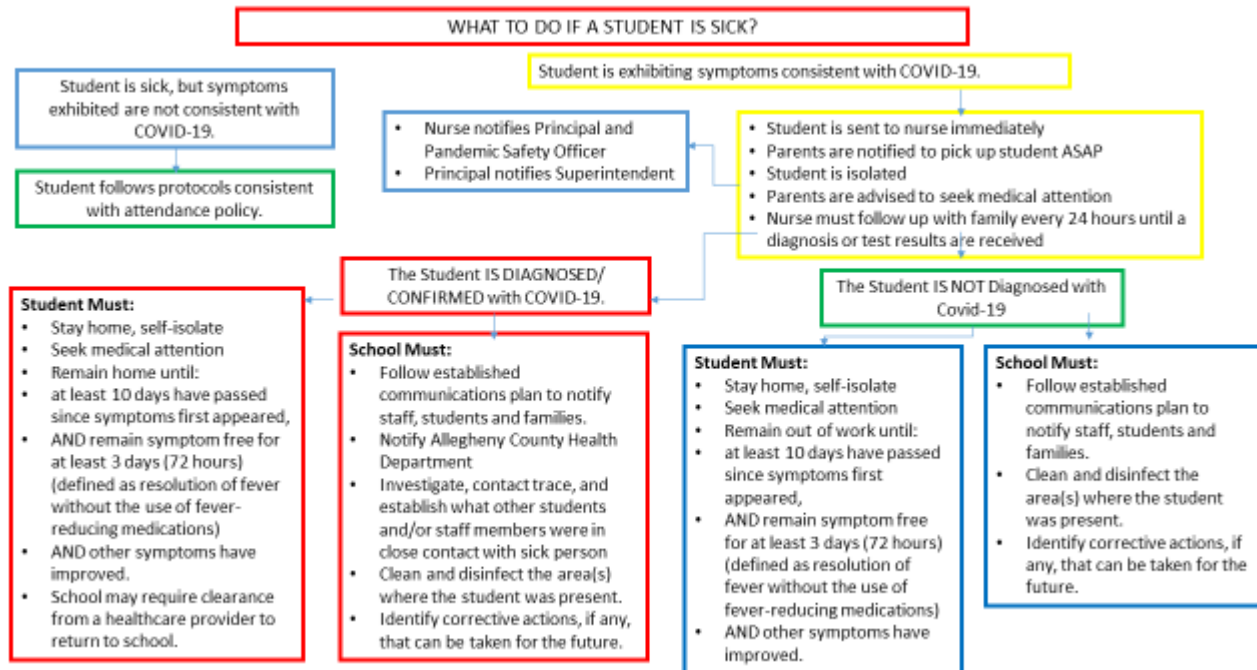 WHAT TO DO IF A STUDENT IS SICK?
Student is sick, but symptoms
exhibited are not consistent with
COVID-19.
Student is exhibiting symptoms consistent with COVID-19.
• Nurse notifies Principal and
Pandemic Safety Officer
• Principal notifies Superintendent
• Student is sent to nurse immediately
• Parents are notified to pick up student ASAP
• Student is isolated
• Parents are advised to seek medical attention
• Nurse must follow up with family every 24 hours until a
diagnosis or test results are received
Student follows protocols consistent
with attendance policy.
The Student IS DIAGNOSED/
CONFIRMED with COVID-19.
The Student IS NOT Diagnosed with
Covid-19
Student Must:
• Stay home, self-isolate
• Seek medical attention
• Remain home until:
• at least 10 days have passed
since symptoms first appeared,
• AND remain symptom free for
at least 3 days (72 hours)
(defined as resolution of fever
without the use of fever-
reducing medications)
• AND other symptoms have
improved.
• School may require clearance
from a healthcare provider to
return to school.
School Must:
• Follow established
communications plan to notify
staff, students and families.
• Notify Allegheny County Health
Department
• Investigate, contact trace, and
establish what other students
and/or staff members were in
close contact with sick person
• Clean and disinfect the area(s)
where the student was present.
• Identify corrective actions, if any,
that can be taken for the future.
Student Must:
• Stay home, self-isolate
• Seek medical attention
• Remain out of work until:
• at least 10 days have passed
since symptoms first
appeared,
• AND remain symptom free
for at least 3 days (72 hours)
(defined as resolution of
fever without the use of
fever-reducing medications)
• AND other symptoms have
improved.
School Must:
• Follow established
communications plan to
notify staff, students and
families.
• Clean and disinfect the
area(s) where the student
was present.
• Identify corrective actions, if
any, that can be taken for the
future.